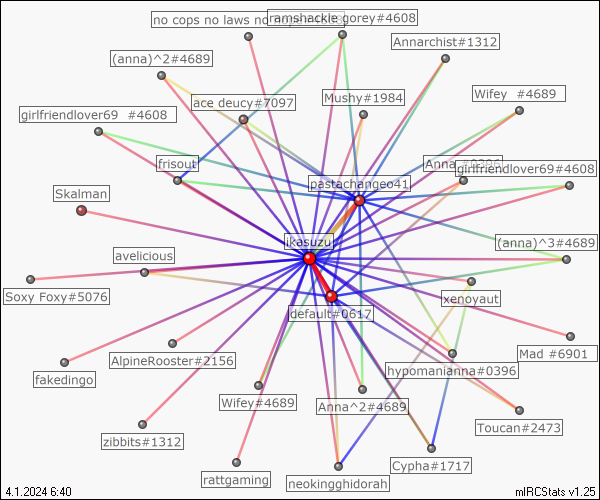 no cops no laws no
ramshackle gorey#4608
Annarchist#1312
(anna)^2#4689
Wifey #4689
Mushy#1984
ace deucy#7097
girlfriendlover69 #4608
frisout
Anna
girlfriendlover69#4608
pastachangeo41
Skalman
ikasuzu
(anna)^3#4689
avelicious
Soxy Foxy#5076
xenoyaut
default#0617
Mad #6901
AlpineRooster#2156
hypomanianna#0396
fakedingo
Wifey#4689
Anna^2#4689
Toucan#2473
zibbits#1312
Cypha#1717
rattgaming
neokingghidorah
4.1.2024 6:40
mIRCStats v1.25